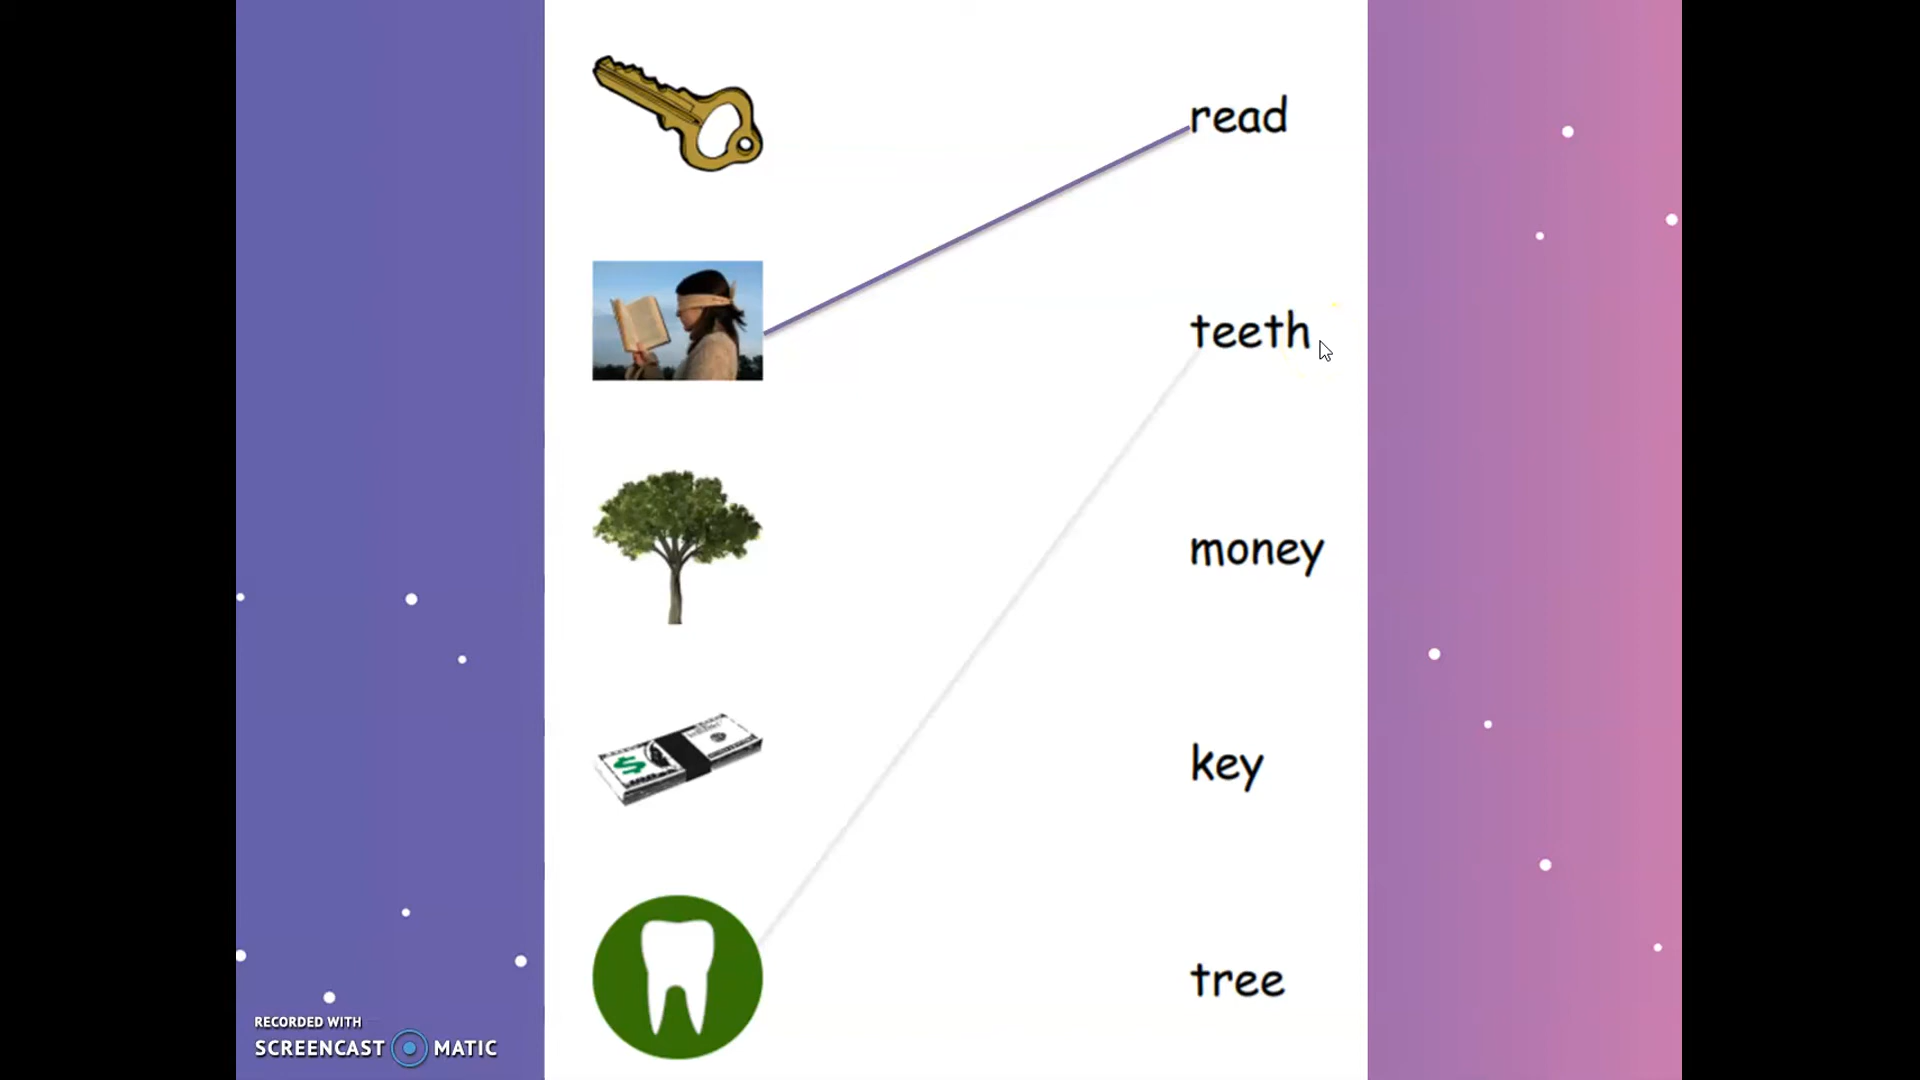 read
teeth
money
key
tree
RECORDED WITH
SCREENCAST MATIC